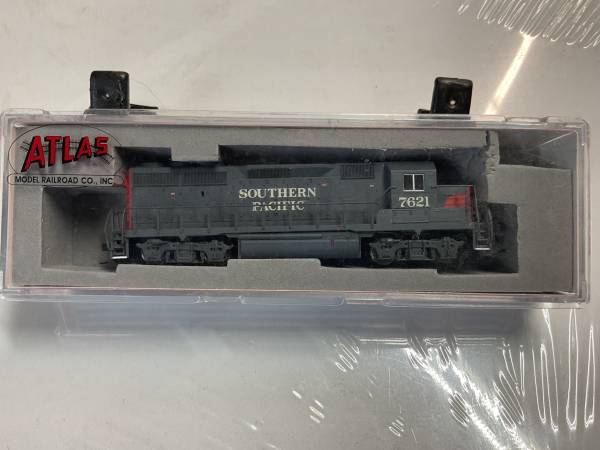 ATLAS
MODEL RAILROAD CO., INC
SOUTHERN
PACIFIC
7621